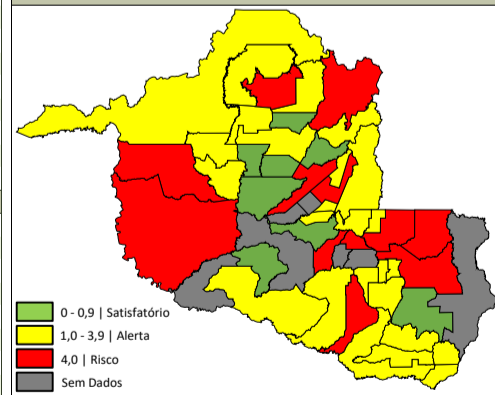 0 - 0,9 | Satisfatório
1,0 - 3,9 | Alerta
4,0 | Risco
Sem Dados